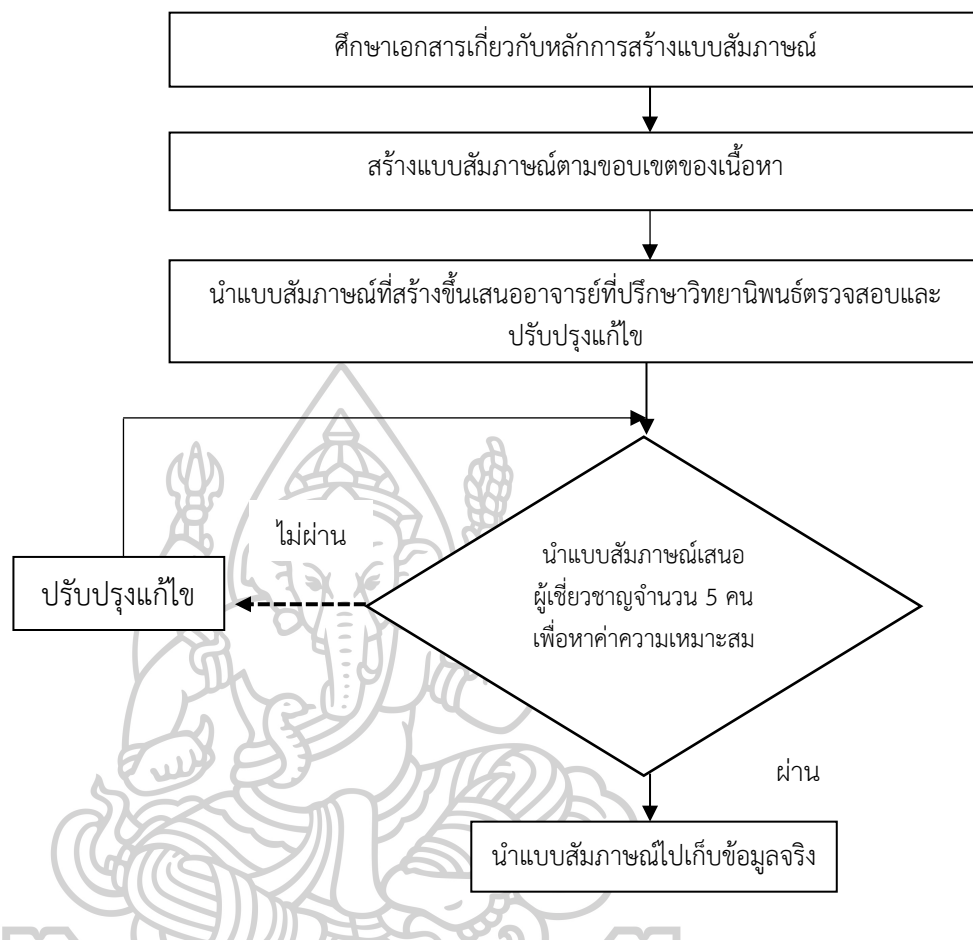 ศึกษาเอกสารเกี่ยวกับหลักการสร้างแบบสัมภาษณ์
สร้างแบบสัมภาษณ์ตามขอบเขตของเนื้อหา
นำแบบสัมภาษณ์ที่สร้างขึ้นเสนออาจารย์ที่ปรึกษาวิทยานิพนธ์ตรวจสอบและ
ปรับปรุงแก้ไข
ไม่ผ่าน
ปรับปรุงแก้ไข
นำแบบสัมภาษณ์เสนอ
ผู้เชี่ยวชาญจำนวน 5 คน
เพื่อหาค่าความเหมาะสม
ผ่าน
นำแบบสัมภาษณ์ไปเก็บข้อมูลจริง